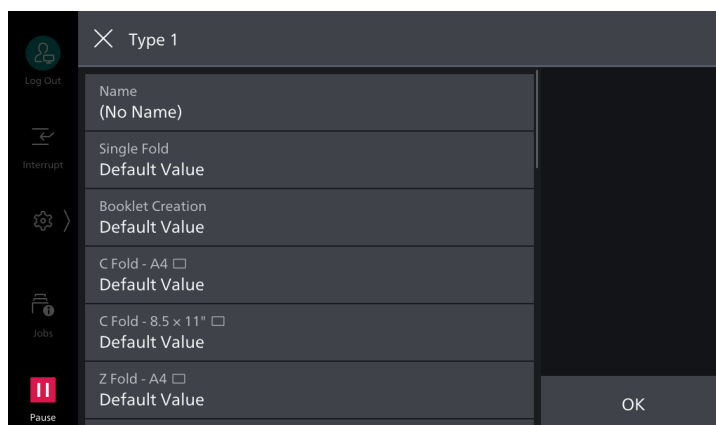 Type 1
Log Out
Interrupt
Jobs
Pause
Name
(No Name)
Single Fold
Default Value
Booklet Creation
Default Value
C Fold - A4 ▭
Default Value
C Fold - 8.5 × 11" ▭
Default Value
Z Fold - A4 ▭
Default Value
OK